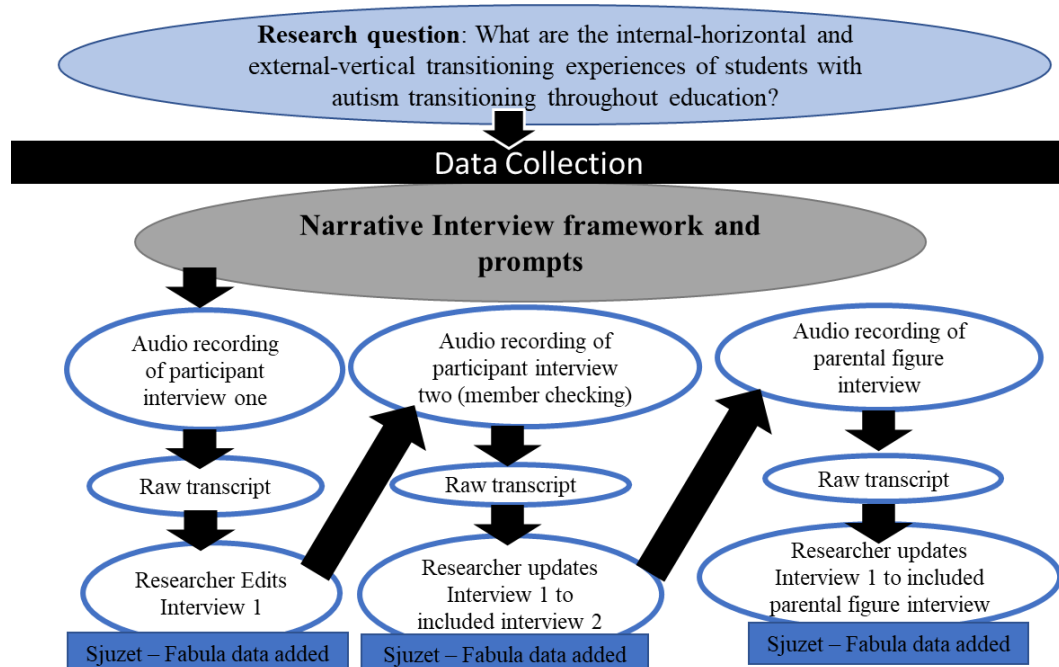 Research question: What are the internal-horizontal and
external-vertical transitioning experiences of students with
autism transitioning throughout education?
Data Collection
Narrative Interview framework and
prompts
Audio recording
of participant
interview one
Raw transcript
Researcher Edits
Interview 1
Sjuzet – Fabula data added
Audio recording of
participant interview
two (member checking)
Raw transcript
Researcher updates
Interview 1 to
included interview 2
Sjuzet – Fabula data added
Audio recording of
parental figure
interview
Raw transcript
Researcher updates
Interview 1 to included
parental figure interview
Sjuzet – Fabula data added